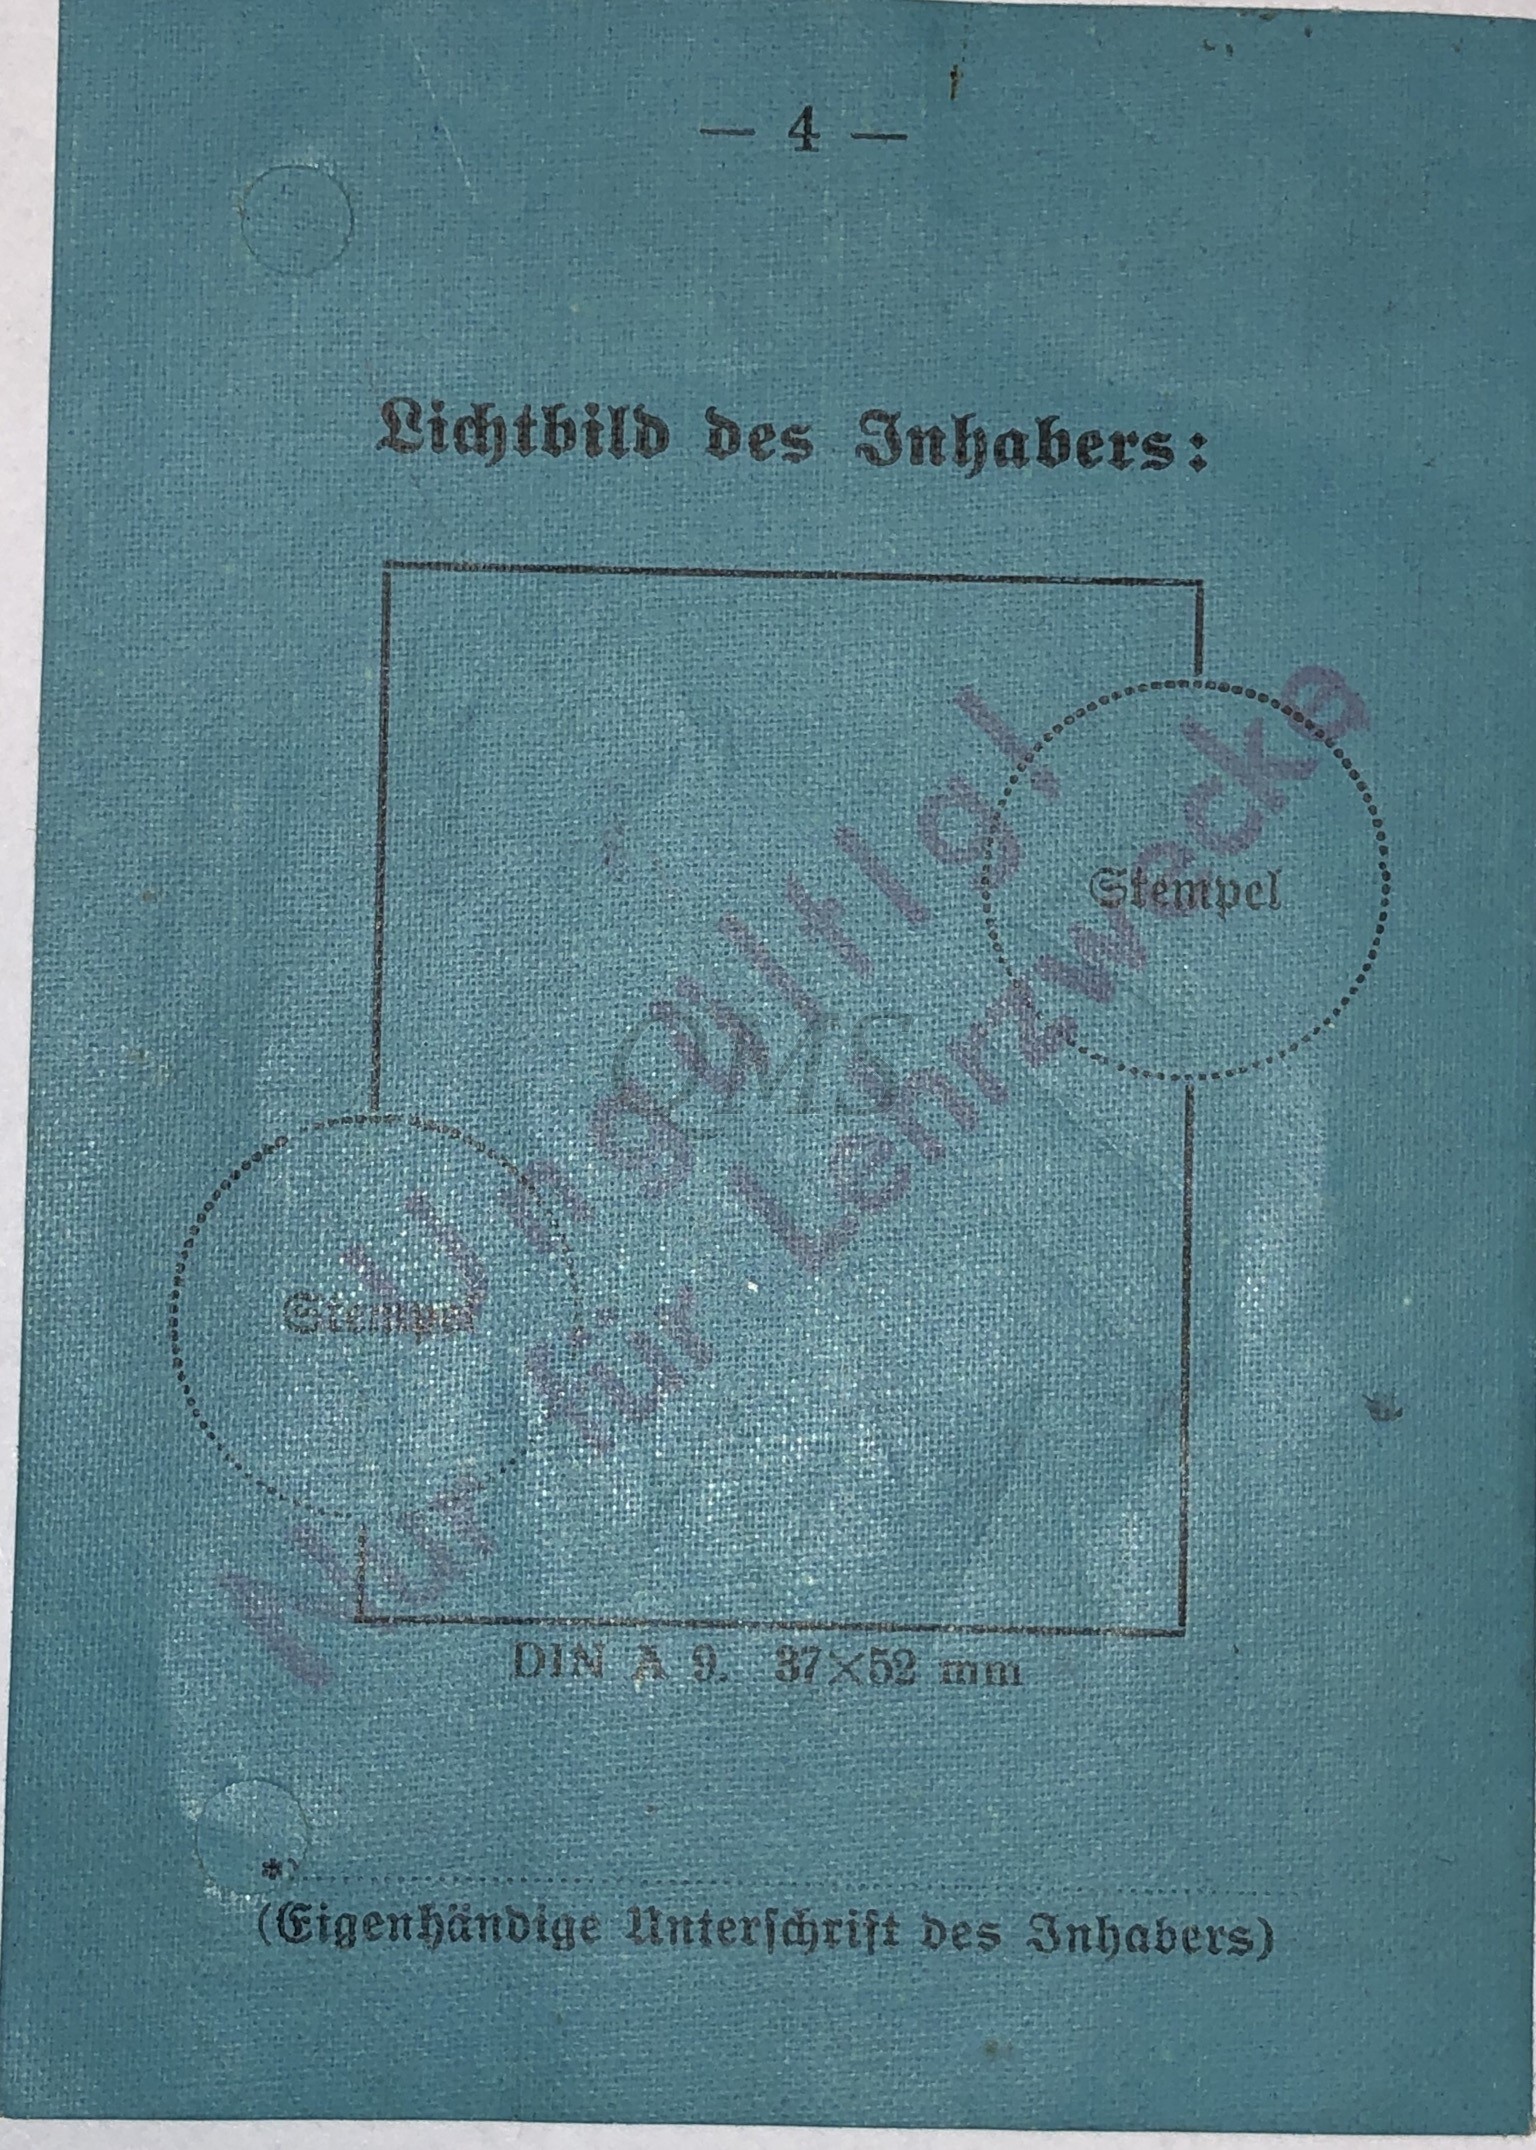 — 4 —
Lichtbild des Inhabers:
Stempel
Stempel
Ungültig!
Nur für Lehrzwecke
CMS
DIN A 9. 37×52 mm
*)
(Eigenhändige Unterschrift des Inhabers)